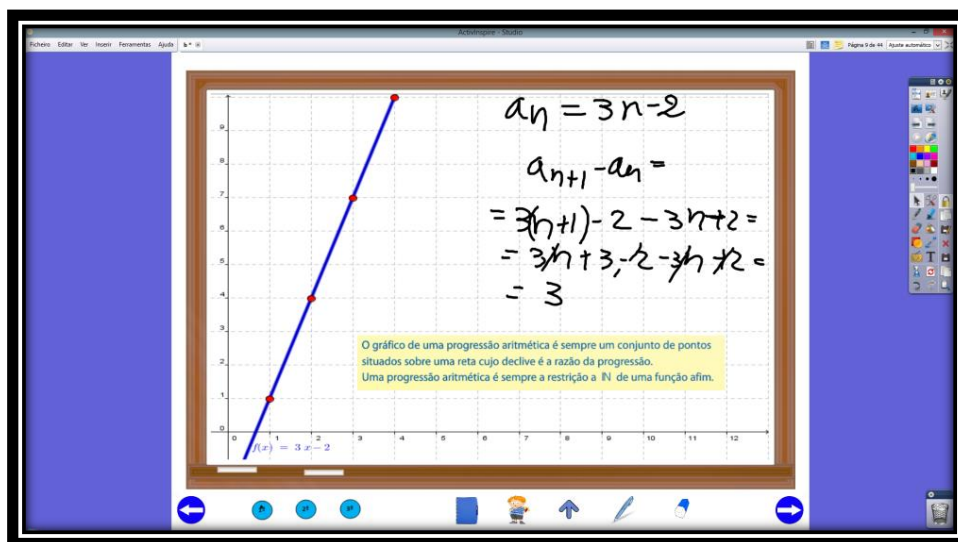 ActivInspire - Studio
Ficheiro Editar Ver Inserir Ferramentas Ajuda
Página 9 de 44 Ajuste automático
aₙ = 3n-2
aₙ₊₁ - aₙ =
= 3(n+1) - 2 - 3n+2 =
= 3n + 3 - 2 - 3n + 2 =
= 3
O gráfico de uma progressão aritmética é sempre um conjunto de pontos
situados sobre uma reta cujo declive é a razão da progressão.
Uma progressão aritmética é sempre a restrição a ℕ de uma função afim.
9
8
7
6
5
4
3
2
1
0
0 1 2 3 4 5 6 7 8 9 10 11 12
f(x) = 3 x − 2